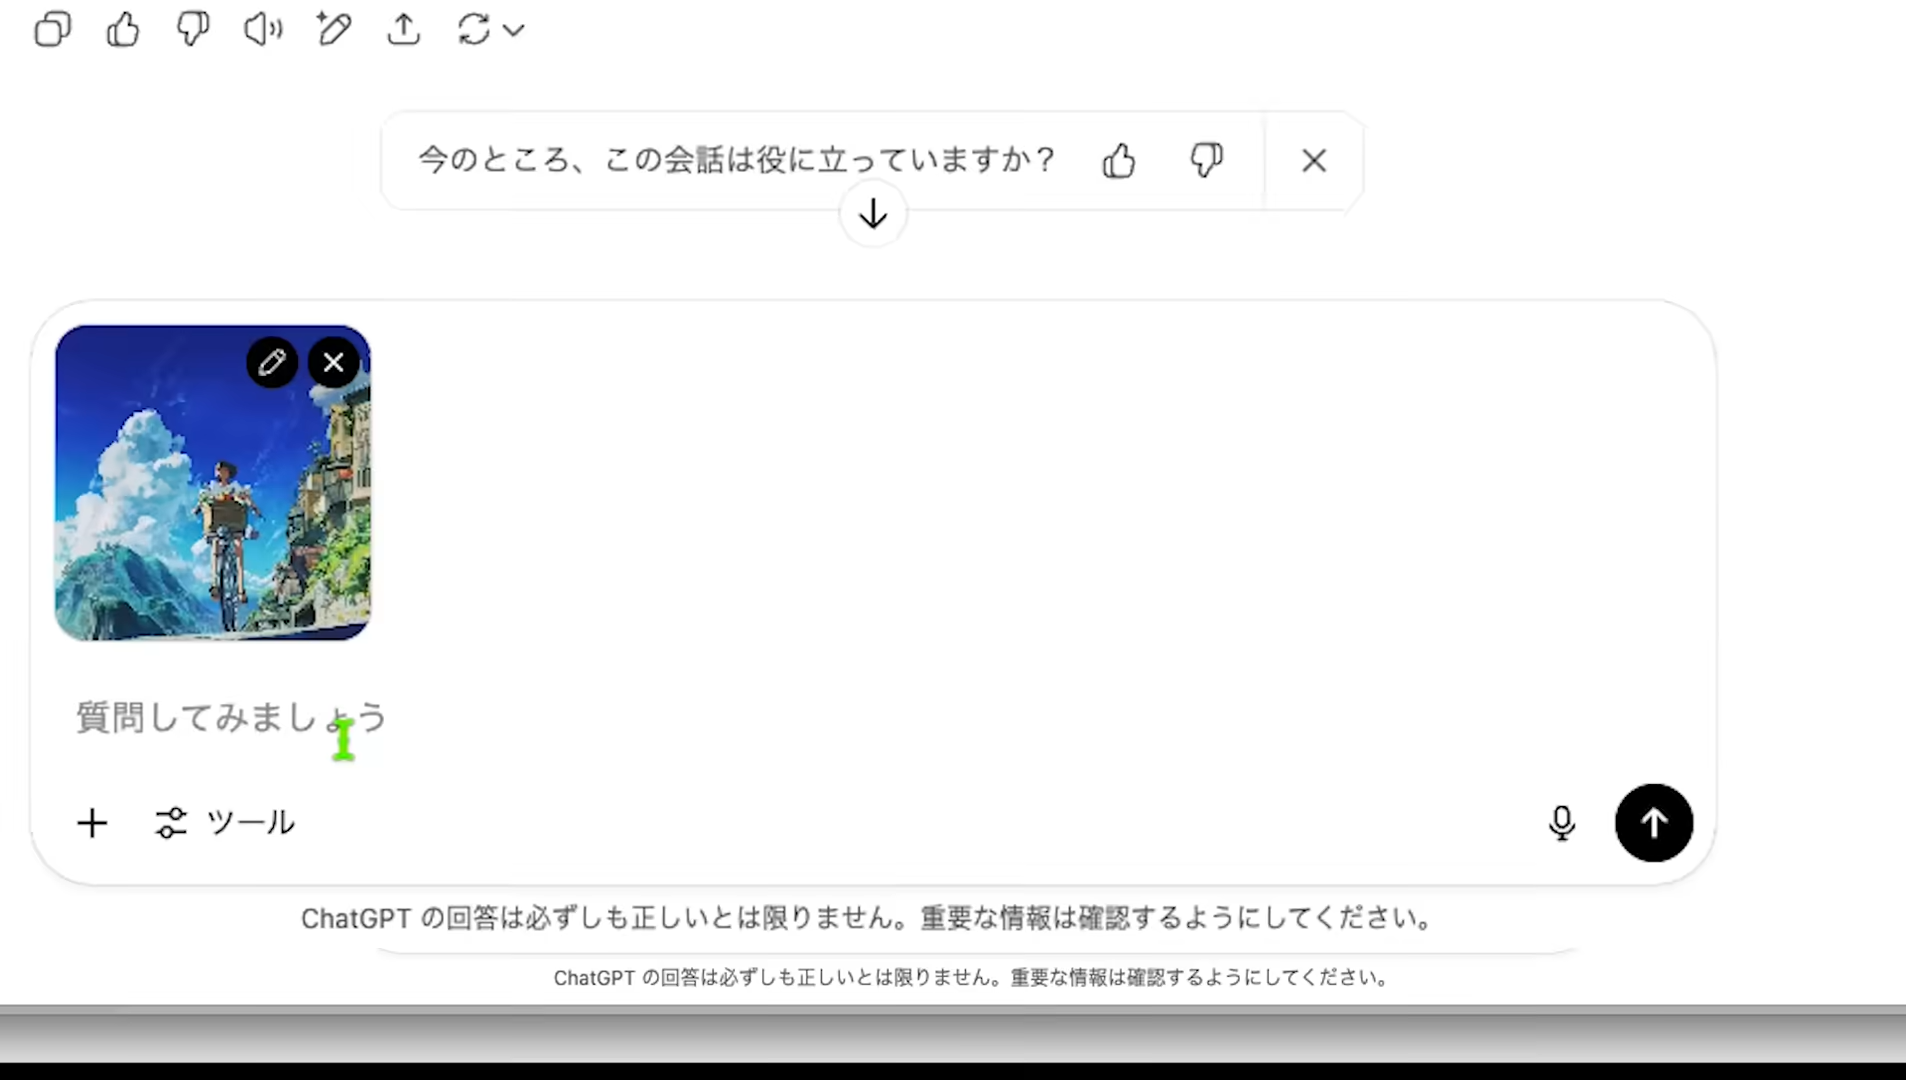 今のところ、この会話は役に立っていますか？
質問してみましょう
ツール
ChatGPT の回答は必ずしも正しいとは限りません。重要な情報は確認するようにしてください。
ChatGPT の回答は必ずしも正しいとは限りません。重要な情報は確認するようにしてください。